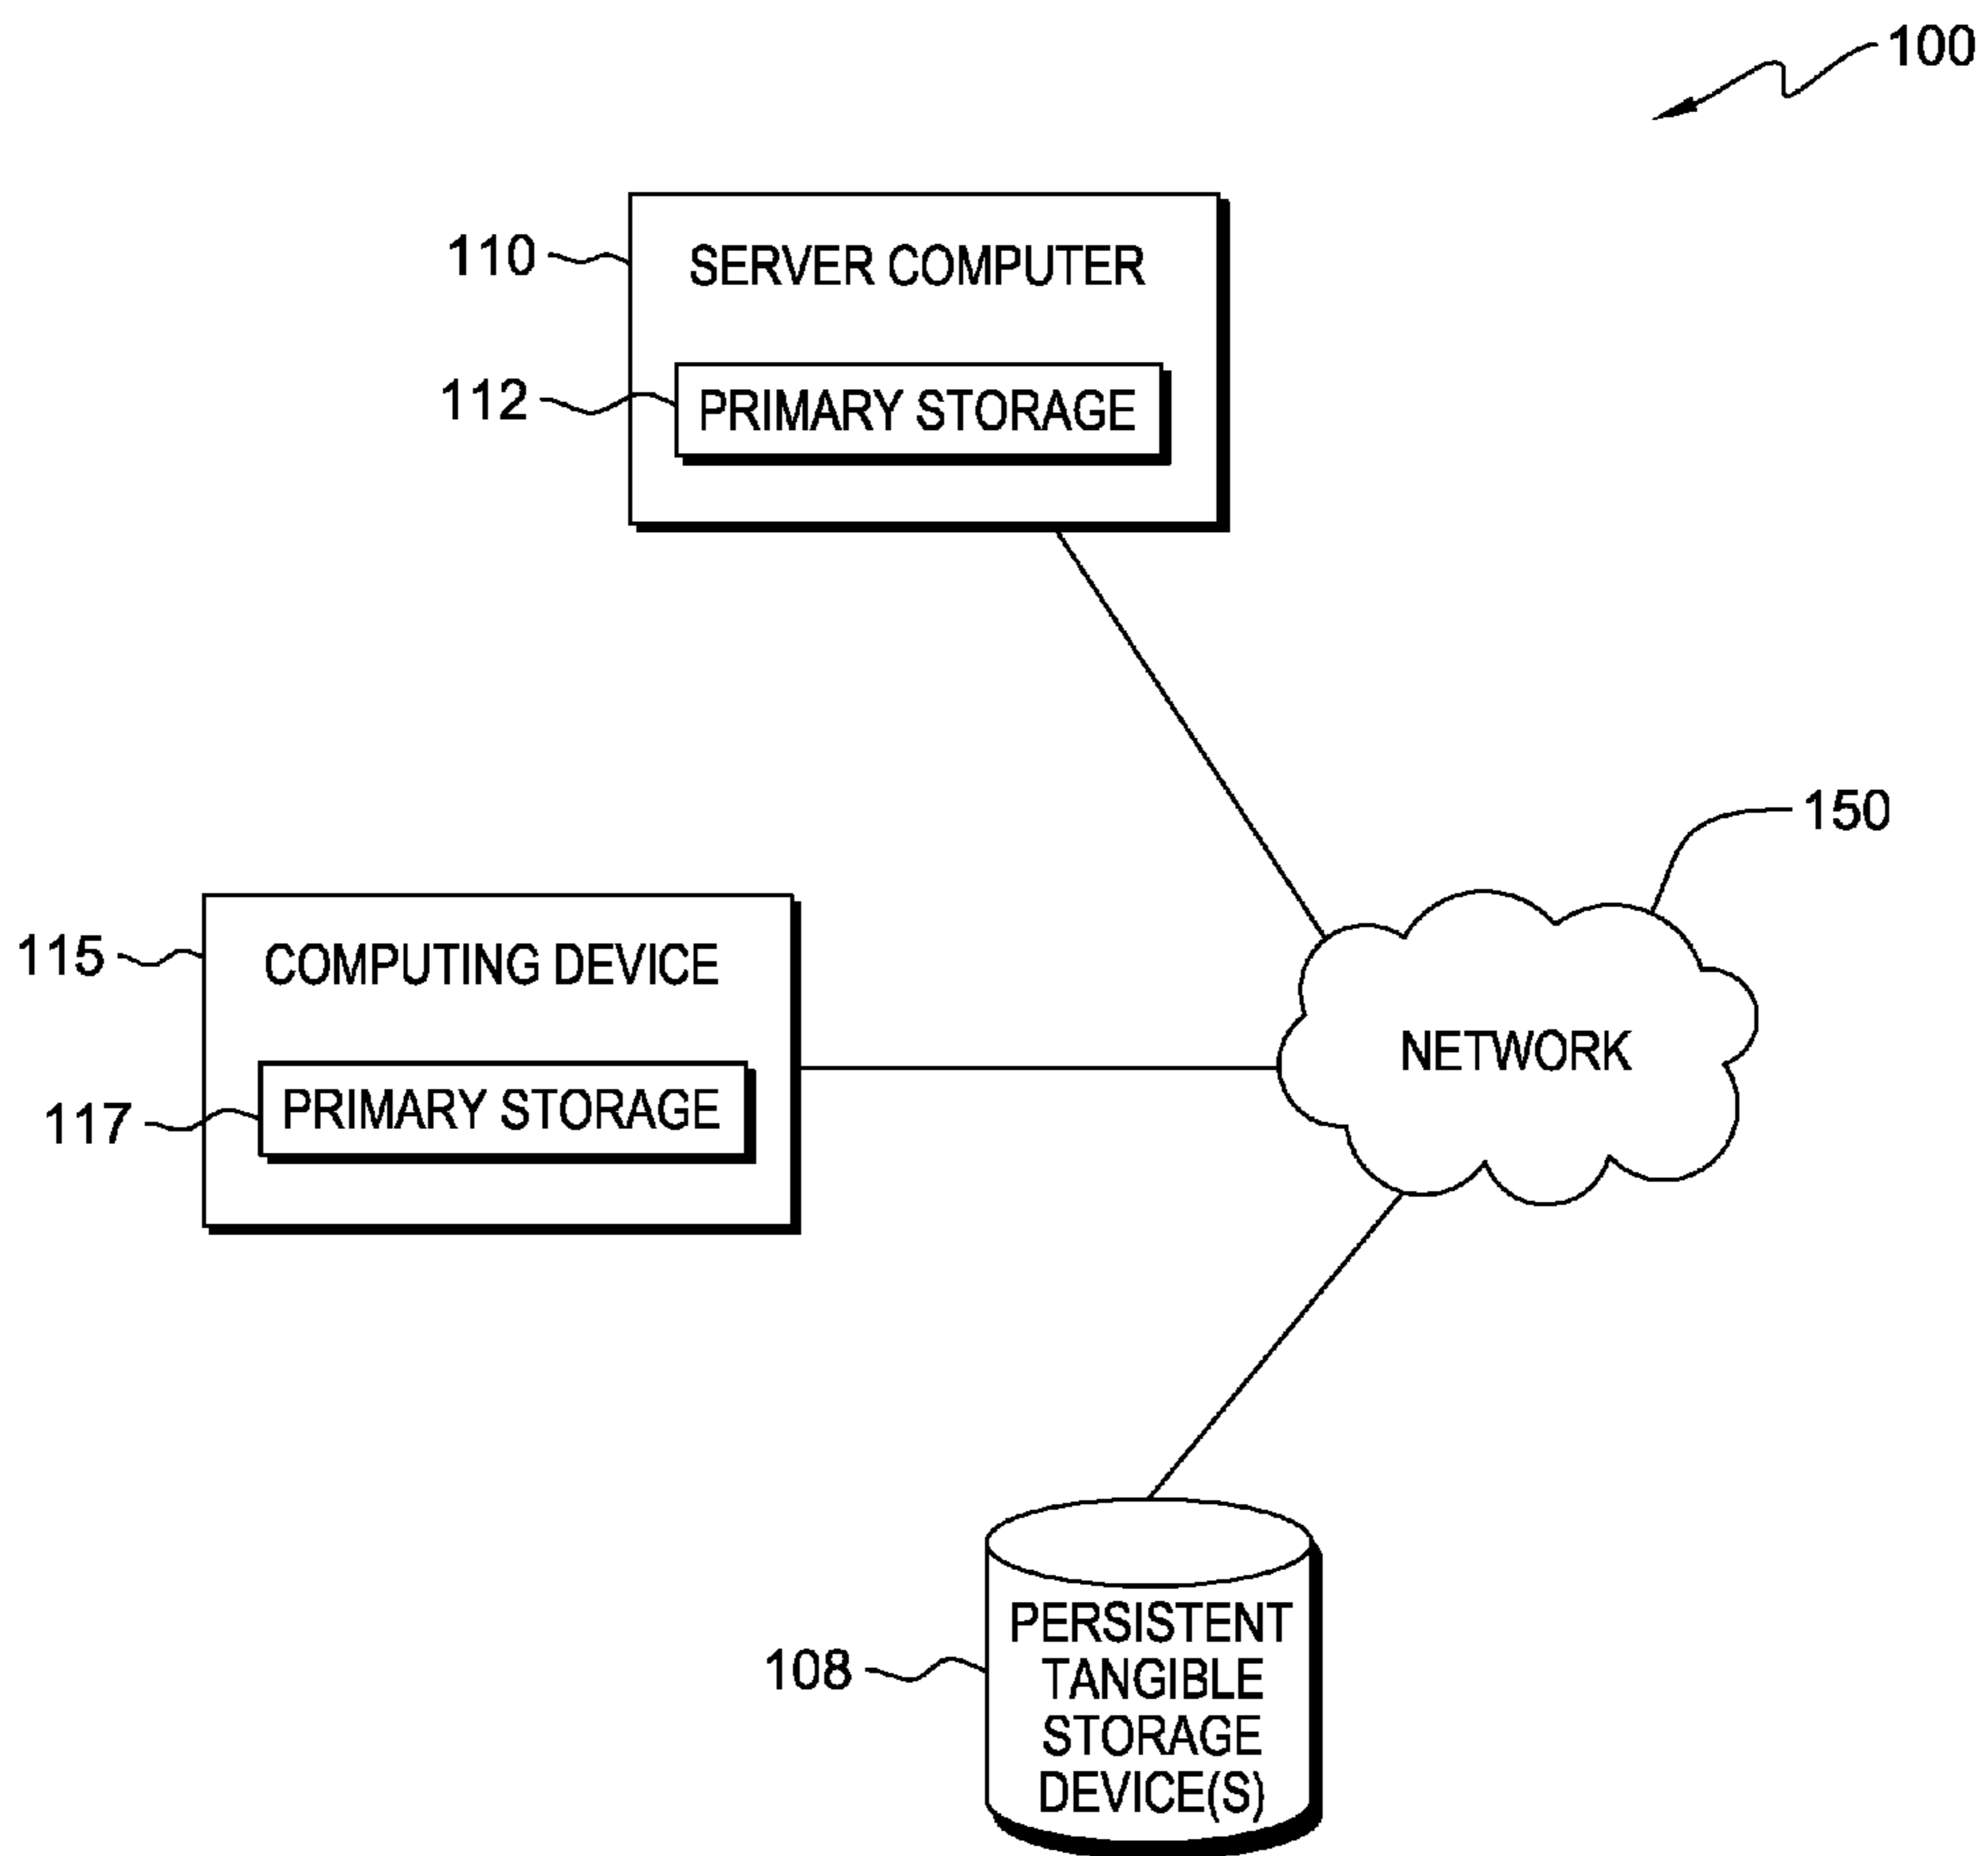 100
110
SERVER COMPUTER
112
PRIMARY STORAGE
150
115
COMPUTING DEVICE
NETWORK
117
PRIMARY STORAGE
108
PERSISTENT
TANGIBLE
STORAGE
DEVICE(S)